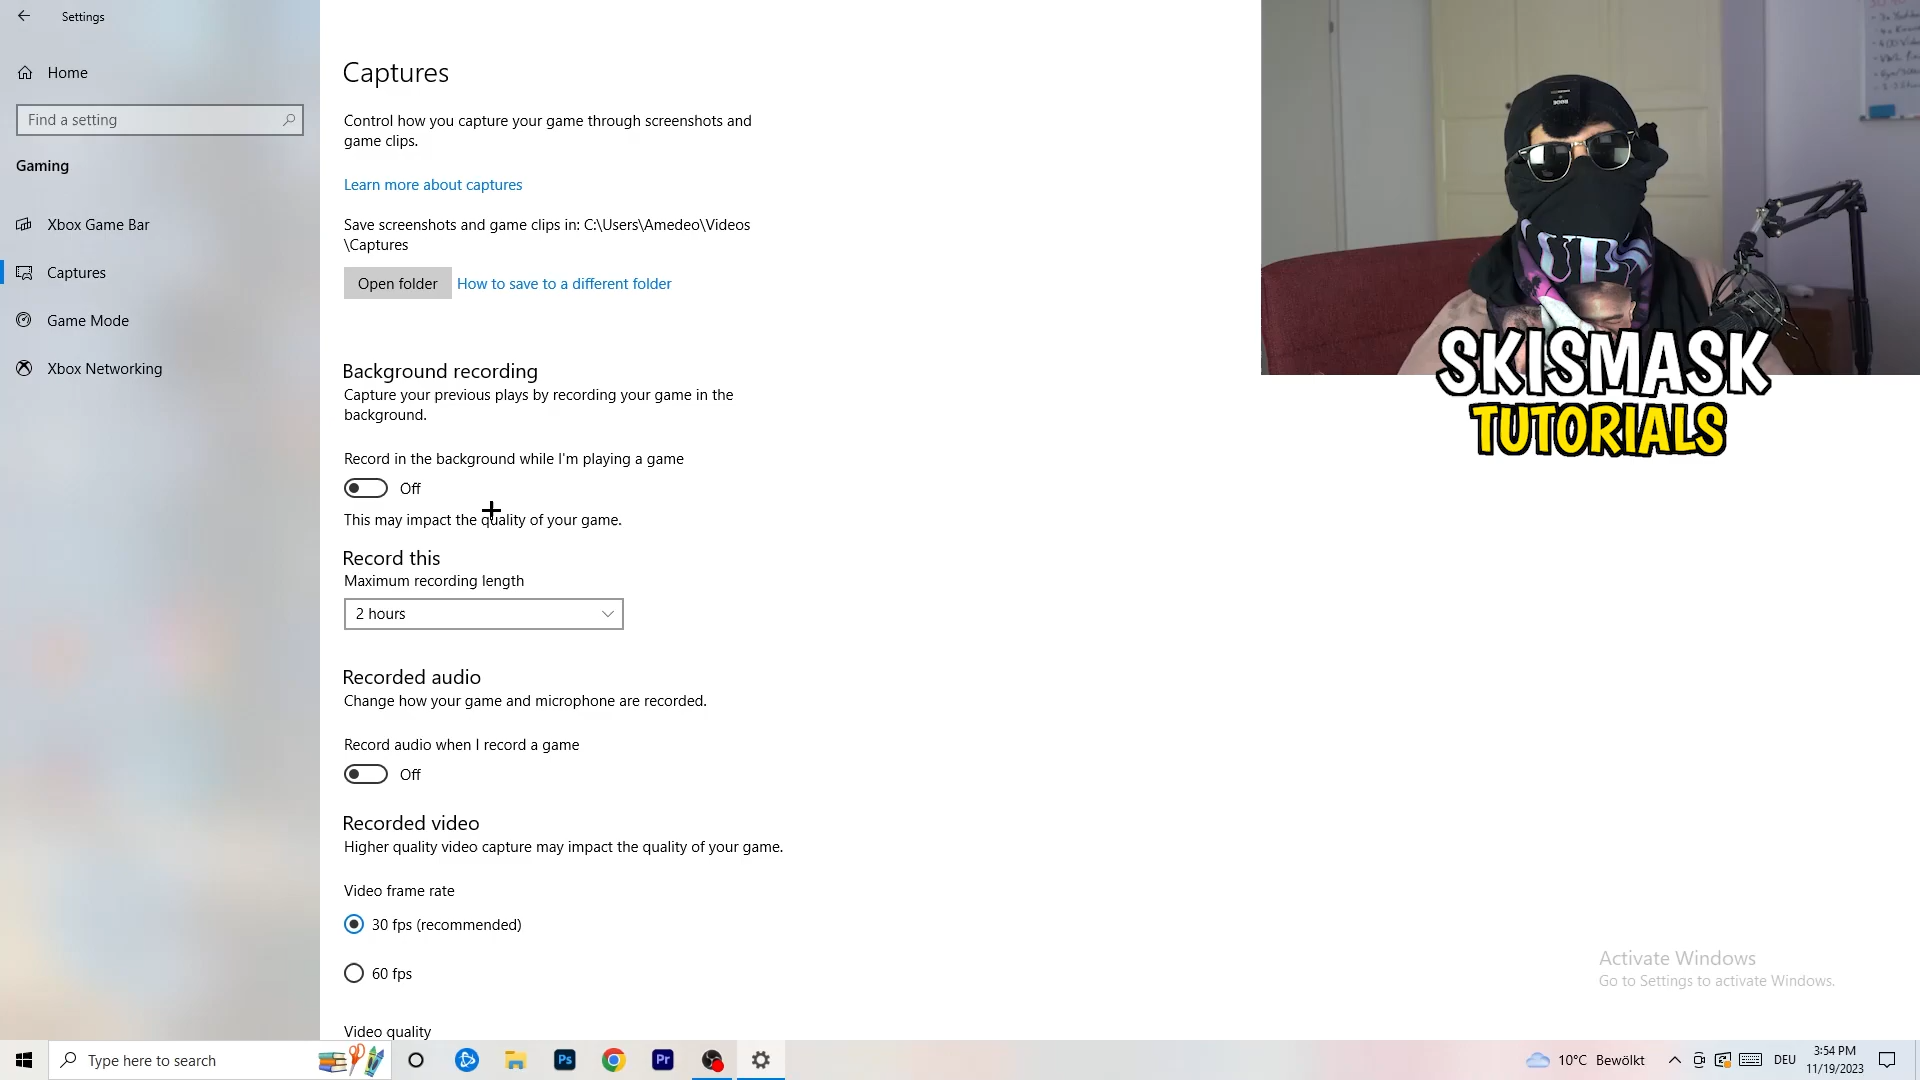 Settings
Home
Find a setting
Gaming
Xbox Game Bar
Captures
Game Mode
Xbox Networking
Captures
Control how you capture your game through screenshots and
game clips.
Learn more about captures
Save screenshots and game clips in: C:\Users\Amedeo\Videos
\Captures
Open folder
How to save to a different folder
Background recording
Capture your previous plays by recording your game in the
background.
Record in the background while I'm playing a game
Off
This may impact the quality of your game.
Record this
Maximum recording length
2 hours
Recorded audio
Change how your game and microphone are recorded.
Record audio when I record a game
Off
Recorded video
Higher quality video capture may impact the quality of your game.
Video frame rate
30 fps (recommended)
60 fps
Video quality
SKISMASK
TUTORIALS
Activate Windows
Go to Settings to activate Windows.
Type here to search
Ps
Pr
10°C Bewölkt
DEU
3:54 PM
11/19/2023